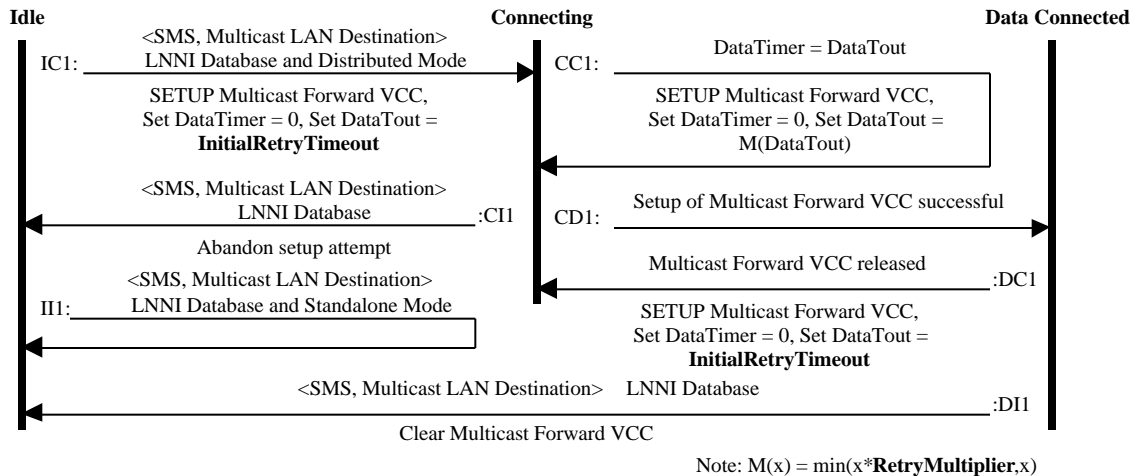 Idle
Connecting
Data Connected
IC1:
<SMS, Multicast LAN Destination>
LNNI Database and Distributed Mode
SETUP Multicast Forward VCC,
Set DataTimer = 0, Set DataTout =
InitialRetryTimeout
CC1:
DataTimer = DataTout
SETUP Multicast Forward VCC,
Set DataTimer = 0, Set DataTout =
M(DataTout)
<SMS, Multicast LAN Destination>
LNNI Database
:CI1
Abandon setup attempt
CD1:
Setup of Multicast Forward VCC successful
Multicast Forward VCC released
:DC1
SETUP Multicast Forward VCC,
Set DataTimer = 0, Set DataTout =
InitialRetryTimeout
<SMS, Multicast LAN Destination>
II1:
LNNI Database and Standalone Mode
<SMS, Multicast LAN Destination> LNNI Database
:DI1
Clear Multicast Forward VCC
Note: M(x) = min(x*RetryMultiplier,x)